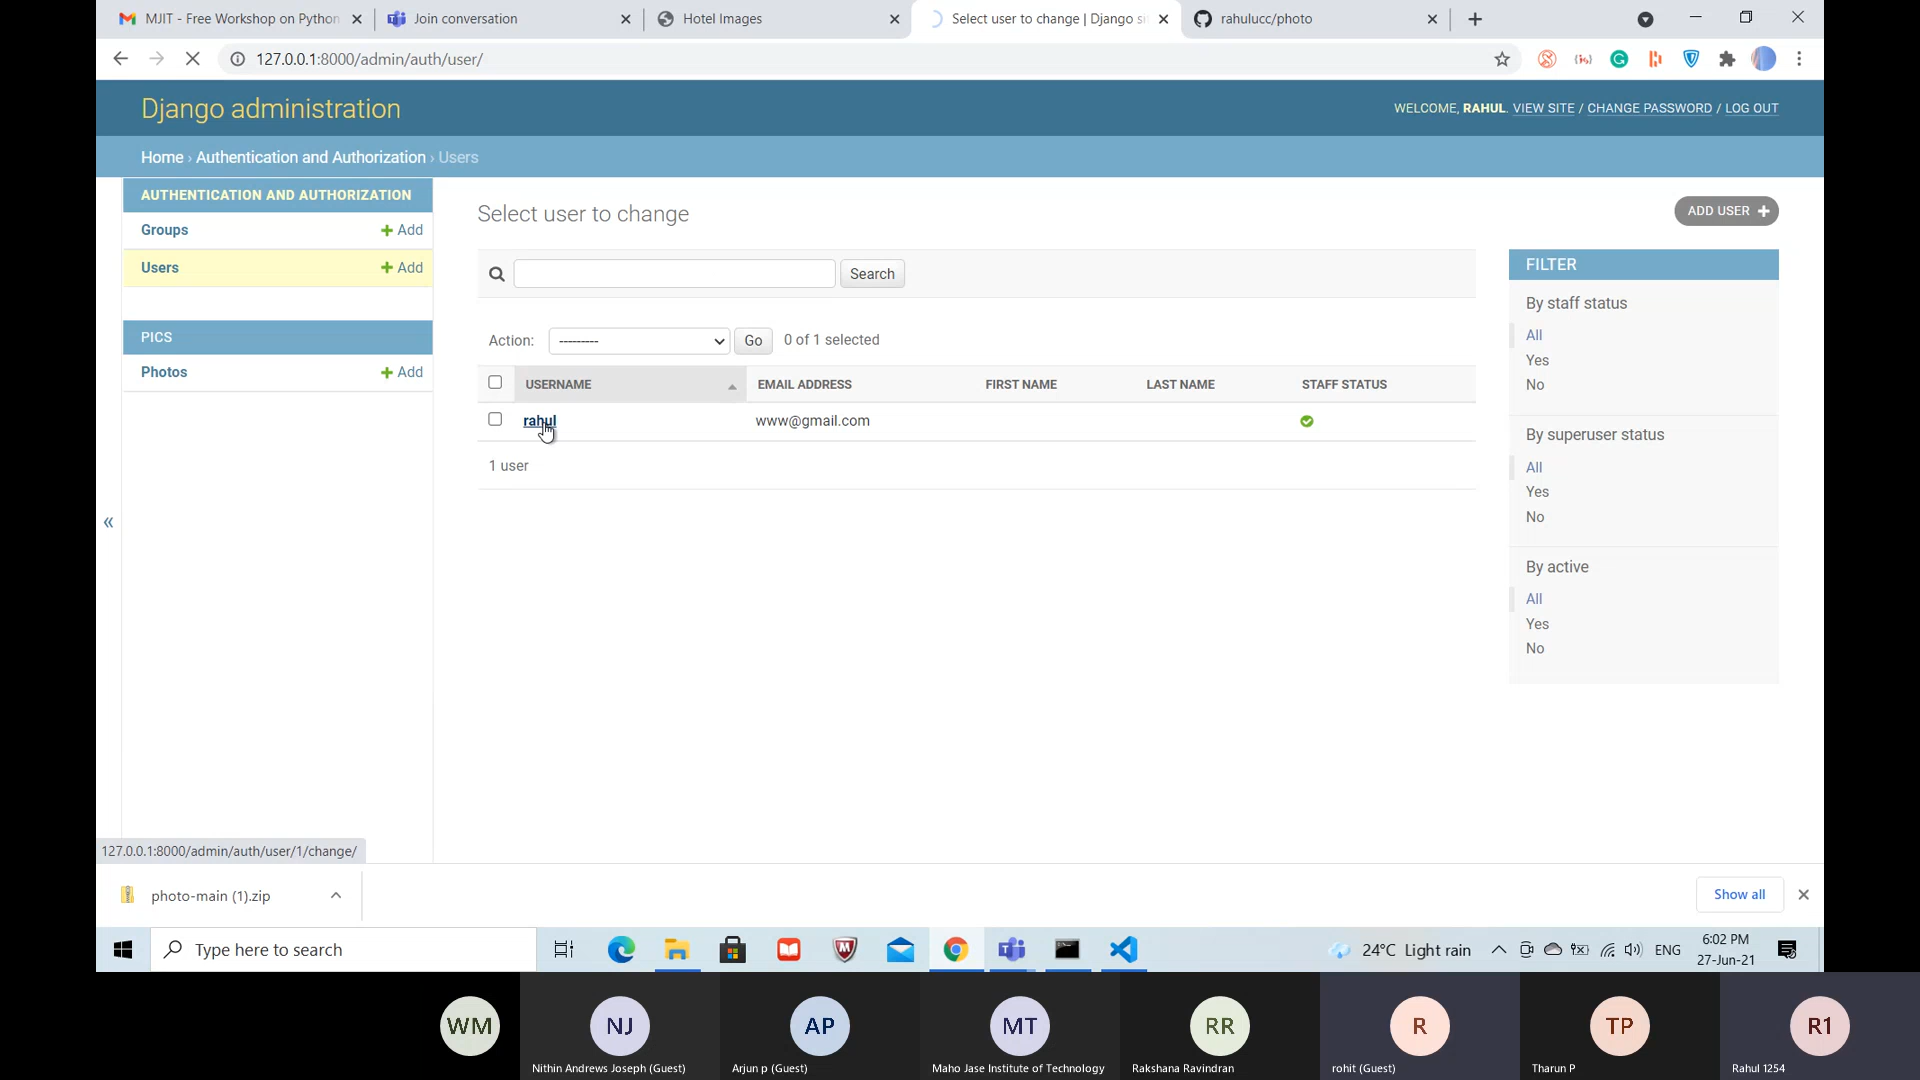 MJIT - Free Workshop on Python
Join conversation
Hotel Images
Select user to change | Django si
rahulucc/photo
127.0.0.1:8000/admin/auth/user/
Django administration
WELCOME, RAHUL. VIEW SITE / CHANGE PASSWORD / LOG OUT
Home › Authentication and Authorization › Users
AUTHENTICATION AND AUTHORIZATION
Groups
Add
Users
Add
PICS
Photos
Add
«
Select user to change
ADD USER
Search
Action:
---------
Go
0 of 1 selected
USERNAME
EMAIL ADDRESS
FIRST NAME
LAST NAME
STAFF STATUS
rahul
www@gmail.com
1 user
FILTER
By staff status
All
Yes
No
By superuser status
All
Yes
No
By active
All
Yes
No
127.0.0.1:8000/admin/auth/user/1/change/
photo-main (1).zip
Show all
Type here to search
24°C Light rain
ENG
6:02 PM
27-Jun-21
WM
NJ
AP
MT
RR
R
TP
R1
Nithin Andrews Joseph (Guest)
Arjun p (Guest)
Maho Jase Institute of Technology
Rakshana Ravindran
rohit (Guest)
Tharun P
Rahul 1254